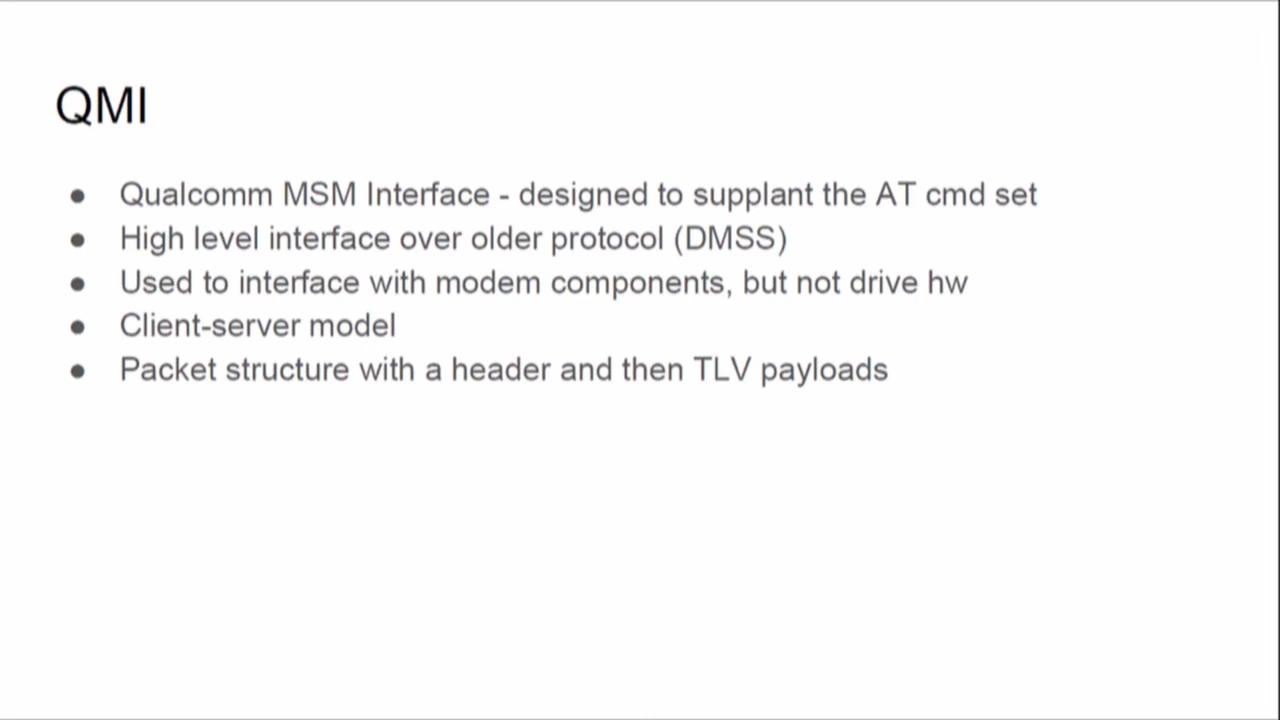 QMI
● Qualcomm MSM Interface - designed to supplant the AT cmd set
● High level interface over older protocol (DMSS)
● Used to interface with modem components, but not drive hw
● Client-server model
● Packet structure with a header and then TLV payloads